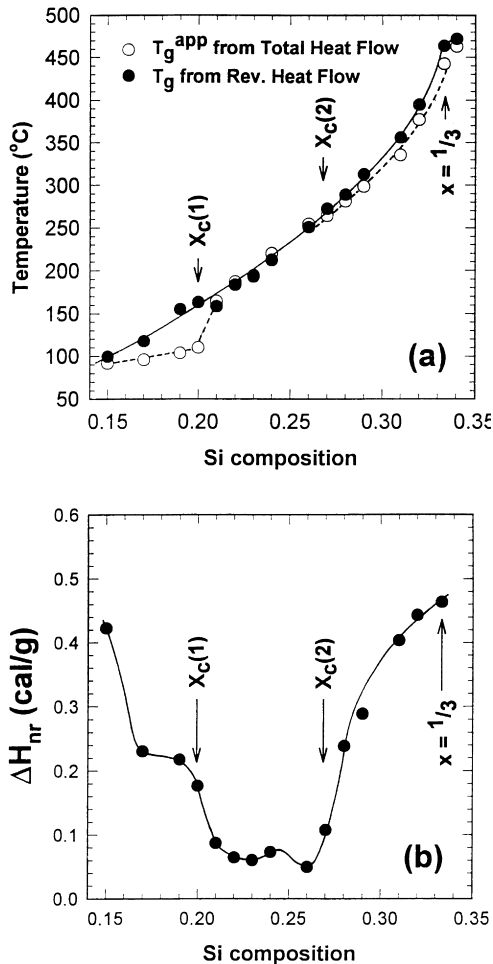 500
450
400
350
300
250
200
150
100
50
Temperature (°C)
Tg^app from Total Heat Flow
Tg from Rev. Heat Flow
Xc(1)
Xc(2)
x = 1/3
(a)
0.15 0.20 0.25 0.30 0.35
Si composition
0.6
0.5
0.4
0.3
0.2
0.1
0.0
ΔHnr (cal/g)
Xc(1)
Xc(2)
x = 1/3
(b)
0.15 0.20 0.25 0.30 0.35
Si composition